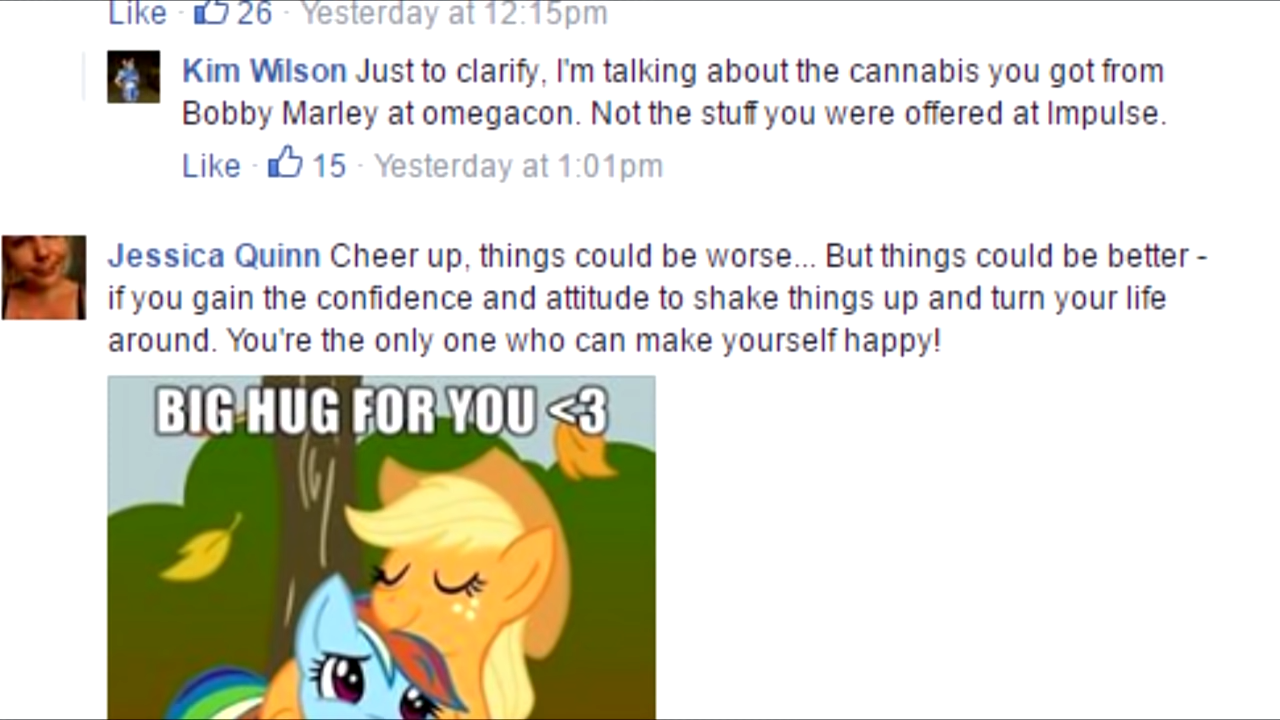 Like · 26 · Yesterday at 12:15pm
Kim Wilson Just to clarify, I'm talking about the cannabis you got from
Bobby Marley at omegacon. Not the stuff you were offered at Impulse.
Like · 15 · Yesterday at 1:01pm
Jessica Quinn Cheer up, things could be worse... But things could be better -
if you gain the confidence and attitude to shake things up and turn your life
around. You're the only one who can make yourself happy!
BIG HUG FOR YOU <3